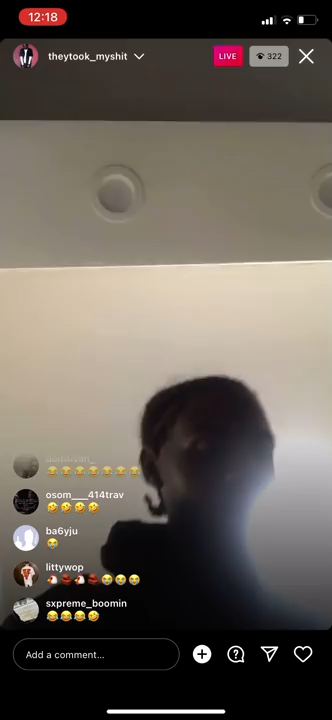 12:18
theytook_myshit
LIVE
322
osom___414trav
ba6yju
littywop
sxpreme_boomin
Add a comment...